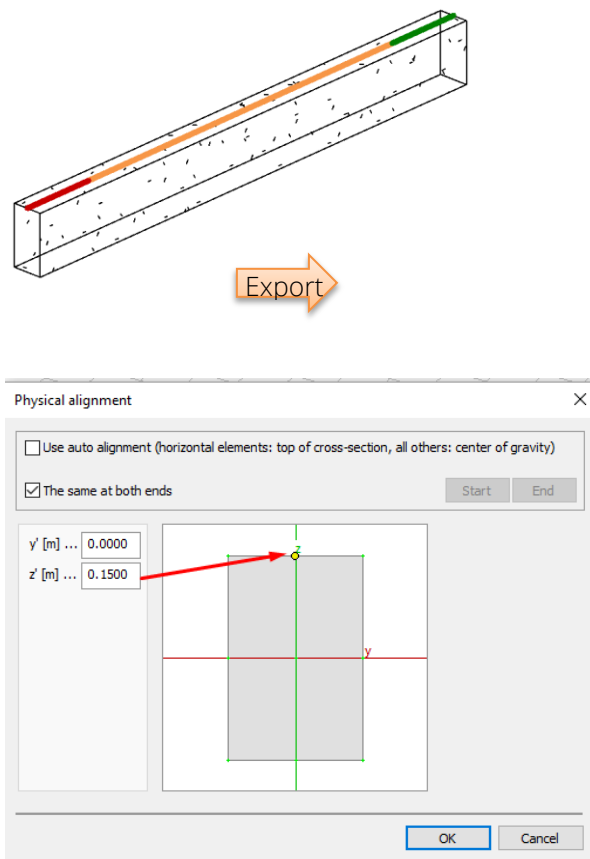 Export
Physical alignment
Use auto alignment (horizontal elements: top of cross-section, all others: center of gravity)
The same at both ends
Start End
y' [m] ... 0.0000
z' [m] ... 0.1500
z
y
OK Cancel